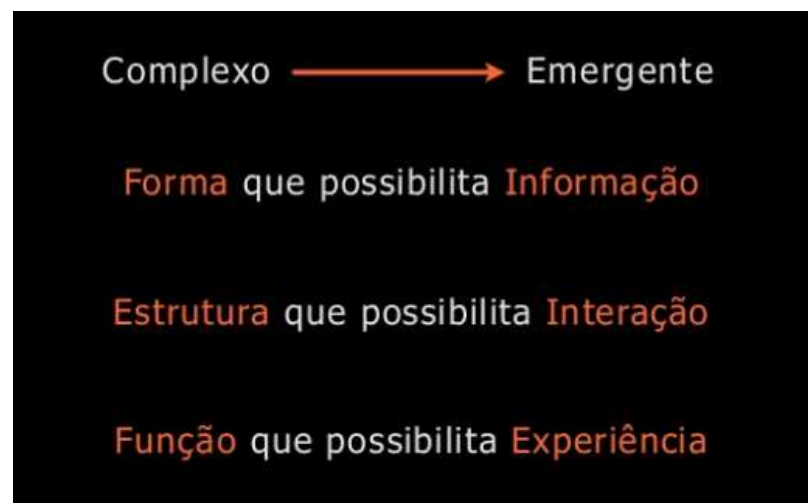 Complexo Emergente
Forma que possibilita Informação
Estrutura que possibilita Interação
Função que possibilita Experiência